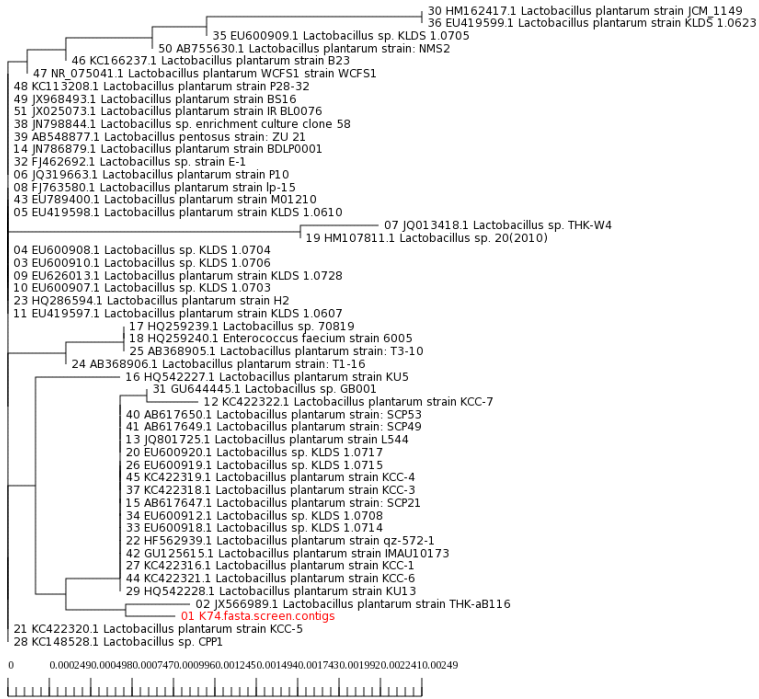 30 HM162417.1 Lactobacillus plantarum strain JCM_1149
36 EU419599.1 Lactobacillus plantarum strain KLDS 1.0623
35 EU600909.1 Lactobacillus sp. KLDS 1.0705
50 AB755630.1 Lactobacillus plantarum strain: NMS2
46 KC166237.1 Lactobacillus plantarum strain B23
47 NR_075041.1 Lactobacillus plantarum WCFS1 strain WCFS1
48 KC113208.1 Lactobacillus plantarum strain P28-32
49 JX968493.1 Lactobacillus plantarum strain BS16
51 JX025073.1 Lactobacillus plantarum strain IR BL0076
38 JN798844.1 Lactobacillus sp. enrichment culture clone 58
39 AB548877.1 Lactobacillus pentosus strain: ZU 21
14 JN786879.1 Lactobacillus plantarum strain BDLP0001
32 FJ462692.1 Lactobacillus sp. strain E-1
06 JQ319663.1 Lactobacillus plantarum strain P10
08 FJ763580.1 Lactobacillus plantarum strain lp-15
43 EU789400.1 Lactobacillus plantarum strain M01210
05 EU419598.1 Lactobacillus plantarum strain KLDS 1.0610
07 JQ013418.1 Lactobacillus sp. THK-W4
19 HM107811.1 Lactobacillus sp. 20(2010)
04 EU600908.1 Lactobacillus sp. KLDS 1.0704
03 EU600910.1 Lactobacillus sp. KLDS 1.0706
09 EU626013.1 Lactobacillus plantarum strain KLDS 1.0728
10 EU600907.1 Lactobacillus sp. KLDS 1.0703
23 HQ286594.1 Lactobacillus plantarum strain H2
11 EU419597.1 Lactobacillus plantarum strain KLDS 1.0607
17 HQ259239.1 Lactobacillus sp. 70819
18 HQ259240.1 Enterococcus faecium strain 6005
25 AB368905.1 Lactobacillus plantarum strain: T3-10
24 AB368906.1 Lactobacillus plantarum strain: T1-16
16 HQ542227.1 Lactobacillus plantarum strain KU5
31 GU644445.1 Lactobacillus sp. GB001
12 KC422322.1 Lactobacillus plantarum strain KCC-7
40 AB617650.1 Lactobacillus plantarum strain: SCP53
41 AB617649.1 Lactobacillus plantarum strain: SCP49
13 JQ801725.1 Lactobacillus plantarum strain L544
20 EU600920.1 Lactobacillus sp. KLDS 1.0717
26 EU600919.1 Lactobacillus sp. KLDS 1.0715
45 KC422319.1 Lactobacillus plantarum strain KCC-4
37 KC422318.1 Lactobacillus plantarum strain KCC-3
15 AB617647.1 Lactobacillus plantarum strain: SCP21
34 EU600912.1 Lactobacillus sp. KLDS 1.0708
33 EU600918.1 Lactobacillus sp. KLDS 1.0714
22 HF562939.1 Lactobacillus plantarum strain qz-572-1
42 GU125615.1 Lactobacillus plantarum strain IMAU10173
27 KC422316.1 Lactobacillus plantarum strain KCC-1
44 KC422321.1 Lactobacillus plantarum strain KCC-6
29 HQ542228.1 Lactobacillus plantarum strain KU13
02 JX566989.1 Lactobacillus plantarum strain THK-aB116
01 K74.fasta.screen.contigs
21 KC422320.1 Lactobacillus plantarum strain KCC-5
28 KC148528.1 Lactobacillus sp. CPP1
0 0.0002490.0004980.0007470.0009960.0012450.0014940.0017430.0019920.0022410.00249